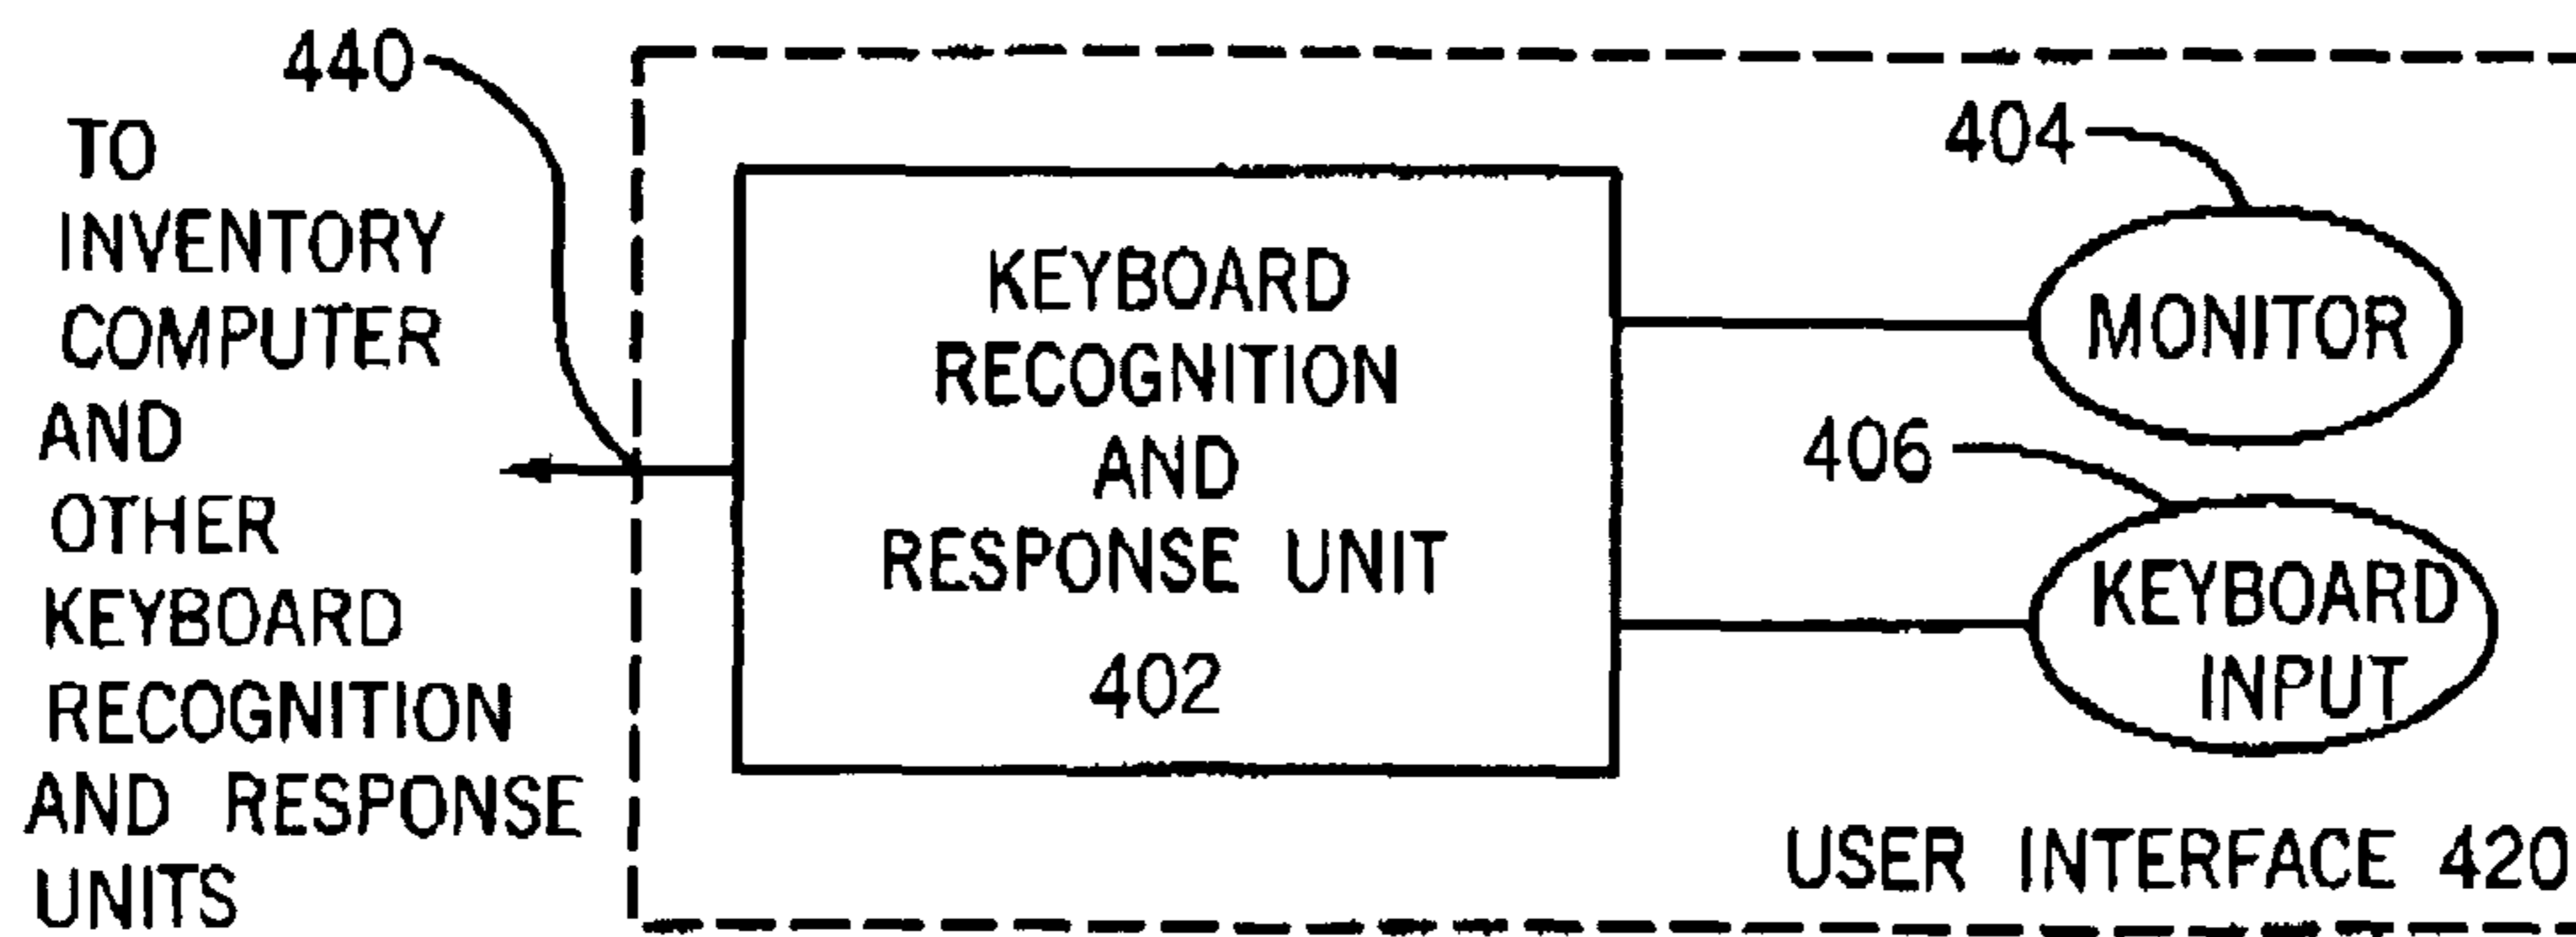 440
TO
INVENTORY
COMPUTER
AND
OTHER
KEYBOARD
RECOGNITION
AND RESPONSE
UNITS
KEYBOARD
RECOGNITION
AND
RESPONSE UNIT
402
404
MONITOR
406
KEYBOARD
INPUT
USER INTERFACE 420